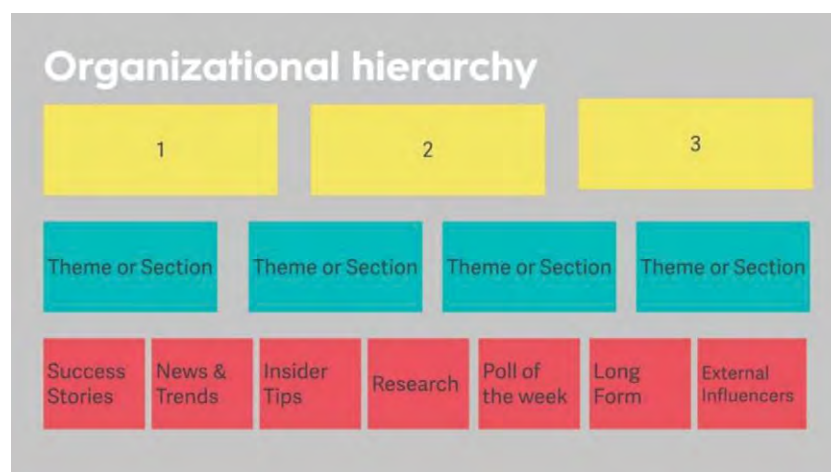 Organizational hierarchy
1
2
3
Theme or Section
Theme or Section
Theme or Section
Theme or Section
Success
Stories
News &
Trends
Insider
Tips
Research
Poll of
the week
Long
Form
External
Influencers